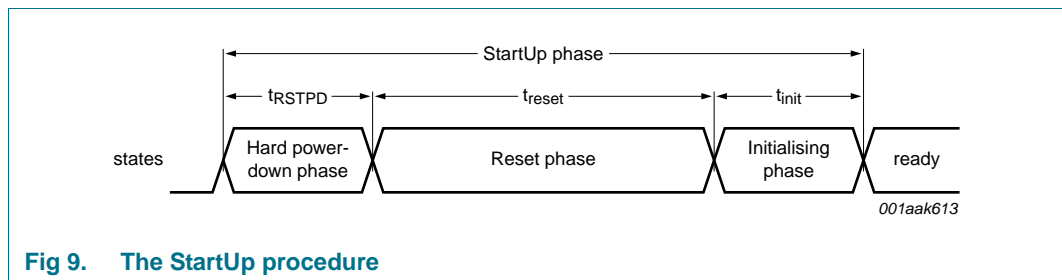 StartUp phase
tRSTPD treset tinit
states
Hard power-
down phase
Reset phase
Initialising
phase
ready
001aak613
Fig 9. The StartUp procedure